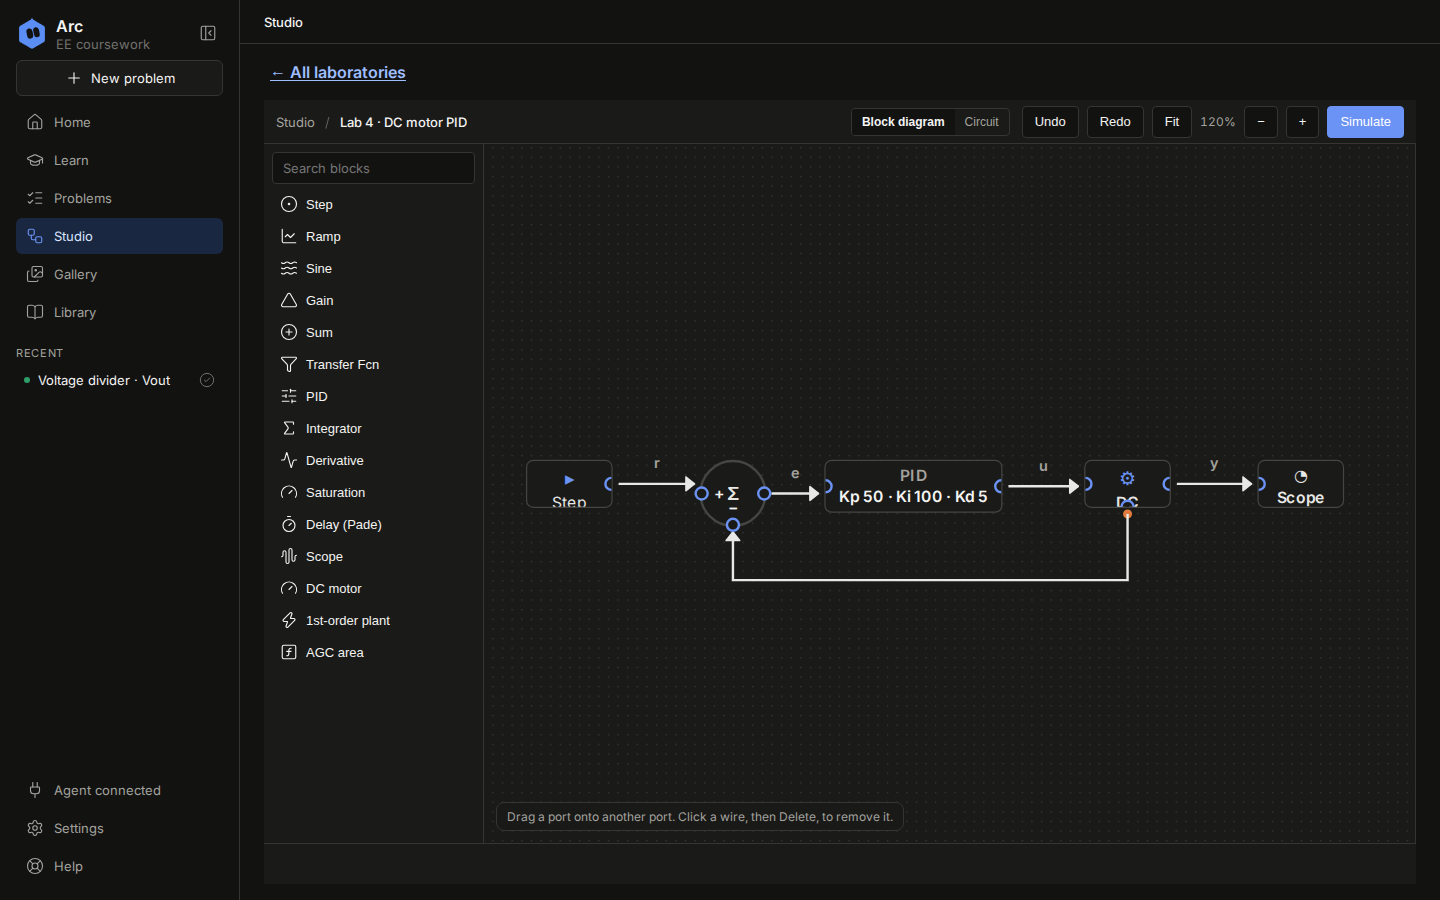 Arc
EE coursework
New problem
Home
Learn
Problems
Studio
Gallery
Library
RECENT
Voltage divider · Vout
Agent connected
Settings
Help
Studio
← All laboratories
Studio / Lab 4 · DC motor PID
Block diagram Circuit Undo Redo Fit 120% − + Simulate
Search blocks
Step
Ramp
Sine
Gain
Sum
Transfer Fcn
PID
Integrator
Derivative
Saturation
Delay (Pade)
Scope
DC motor
1st-order plant
AGC area
Step
r
+ Σ
−
e
PID
Kp 50 · Ki 100 · Kd 5
u
DC
y
Scope
Drag a port onto another port. Click a wire, then Delete, to remove it.